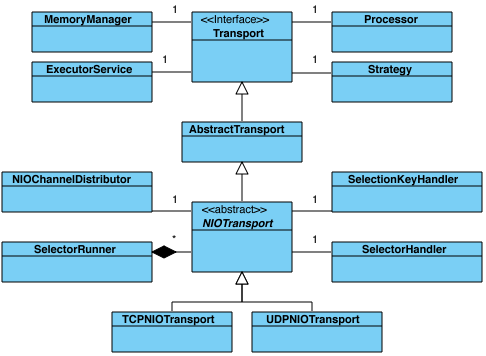 MemoryManager
1
<<Interface>>
Transport
1
Processor
ExecutorService
1
1
Strategy
AbstractTransport
NIOChannelDistributor
1
<<abstract>>
NIOTransport
1
SelectionKeyHandler
SelectorRunner
*
1
SelectorHandler
TCPNIOTransport
UDPNIOTransport